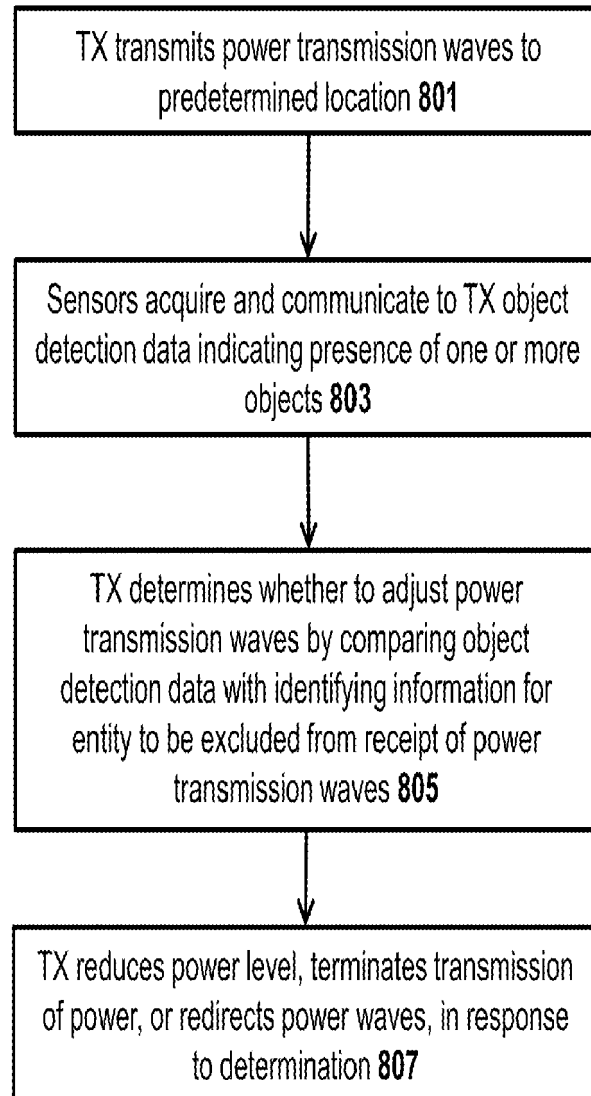 TX transmits power transmission waves to
predetermined location 801
Sensors acquire and communicate to TX object
detection data indicating presence of one or more
objects 803
TX determines whether to adjust power
transmission waves by comparing object
detection data with identifying information for
entity to be excluded from receipt of power
transmission waves 805
TX reduces power level, terminates transmission
of power, or redirects power waves, in response
to determination 807